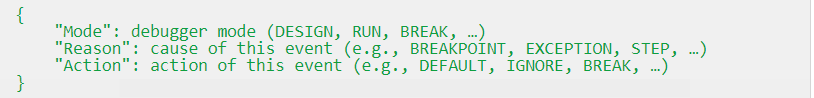 {
"Mode": debugger mode (DESIGN, RUN, BREAK, …)
"Reason": cause of this event (e.g., BREAKPOINT, EXCEPTION, STEP, …)
"Action": action of this event (e.g., DEFAULT, IGNORE, BREAK, …)
}